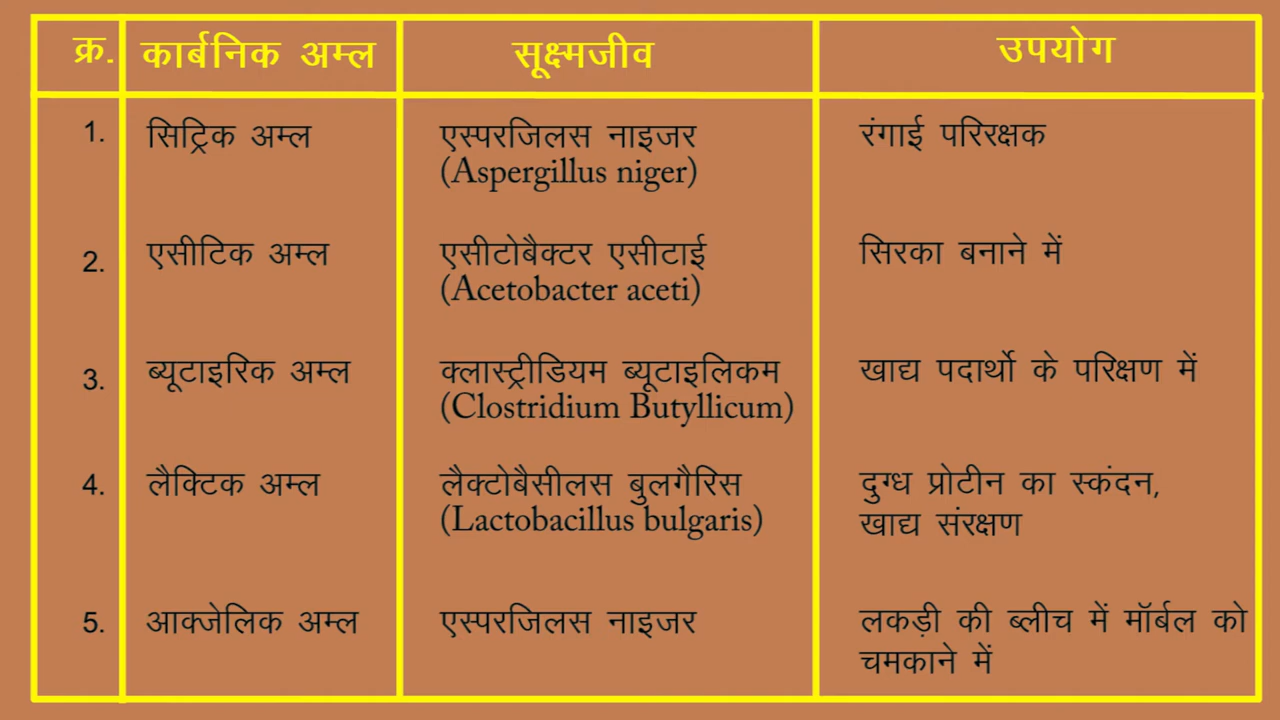 क्र. कार्बनिक अम्ल सूक्ष्मजीव उपयोग
1. सिट्रिक अम्ल एस्परजिलस नाइजर रंगाई परिरक्षक
(Aspergillus niger)
2. एसीटिक अम्ल एसीटोबैक्टर एसीटाई सिरका बनाने में
(Acetobacter aceti)
3. ब्यूटाइरिक अम्ल क्लास्ट्रीडियम ब्यूटाइलिकम खाद्य पदार्थो के परिक्षण में
(Clostridium Butyllicum)
4. लैक्टिक अम्ल लैक्टोबैसीलस बुलगैरिस दुग्ध प्रोटीन का स्कंदन,
(Lactobacillus bulgaris) खाद्य संरक्षण
5. आक्जेलिक अम्ल एस्परजिलस नाइजर लकड़ी की ब्लीच में मॉर्बल को
चमकाने में